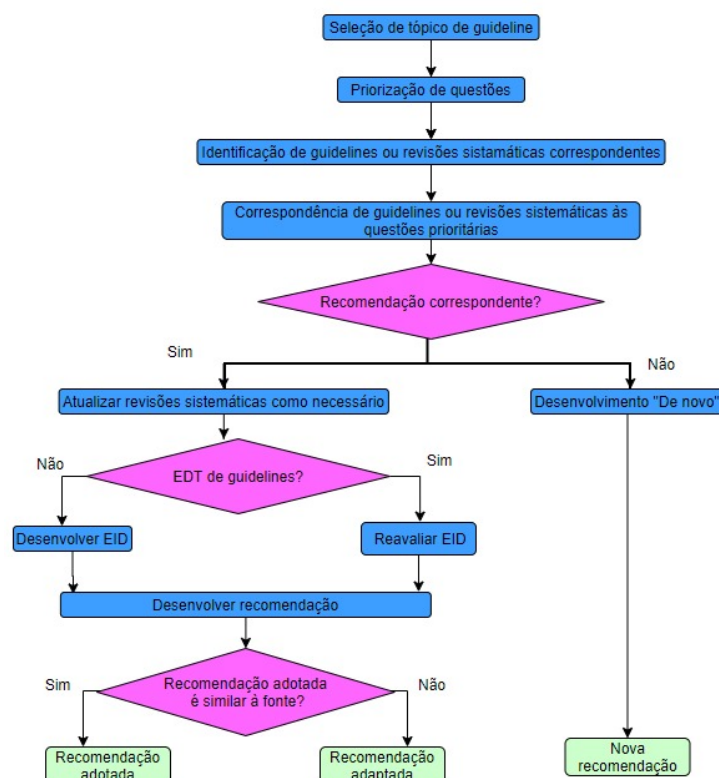 Seleção de tópico de guideline
Priorização de questões
Identificação de guidelines ou revisões sistamáticas correspondentes
Correspondência de guidelines ou revisões sistemáticas às
questões prioritárias
Recomendação correspondente?
Sim
Não
Atualizar revisões sistemáticas como necessário
Desenvolvimento "De novo"
Não
EDT de guidelines?
Sim
Desenvolver EID
Reavaliar EID
Desenvolver recomendação
Sim
Recomendação adotada
é similar à fonte?
Não
Recomendação
adotada
Recomendação
adaptada
Nova
recomendação